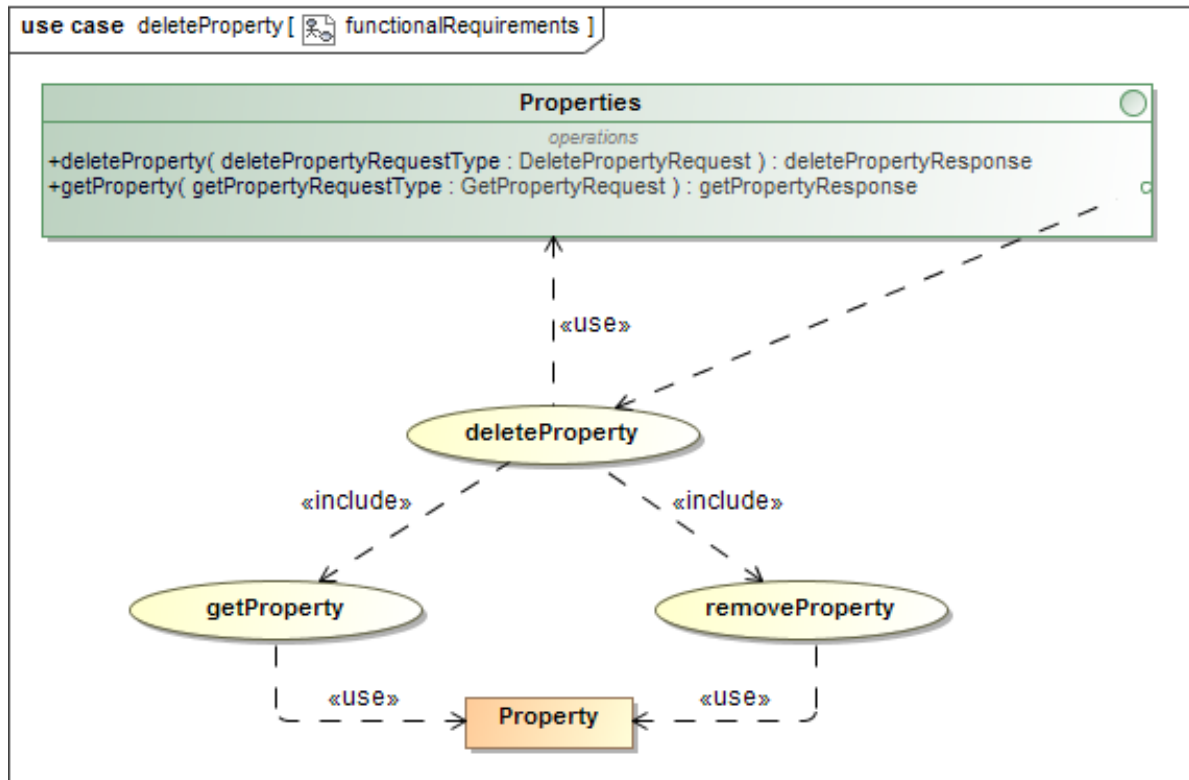 use case deleteProperty [ functionalRequirements ]
Properties
operations
+deleteProperty( deletePropertyRequestType : DeletePropertyRequest ) : deletePropertyResponse
+getProperty( getPropertyRequestType : GetPropertyRequest ) : getPropertyResponse
«use»
deleteProperty
«include»
«include»
getProperty
removeProperty
«use»
«use»
Property